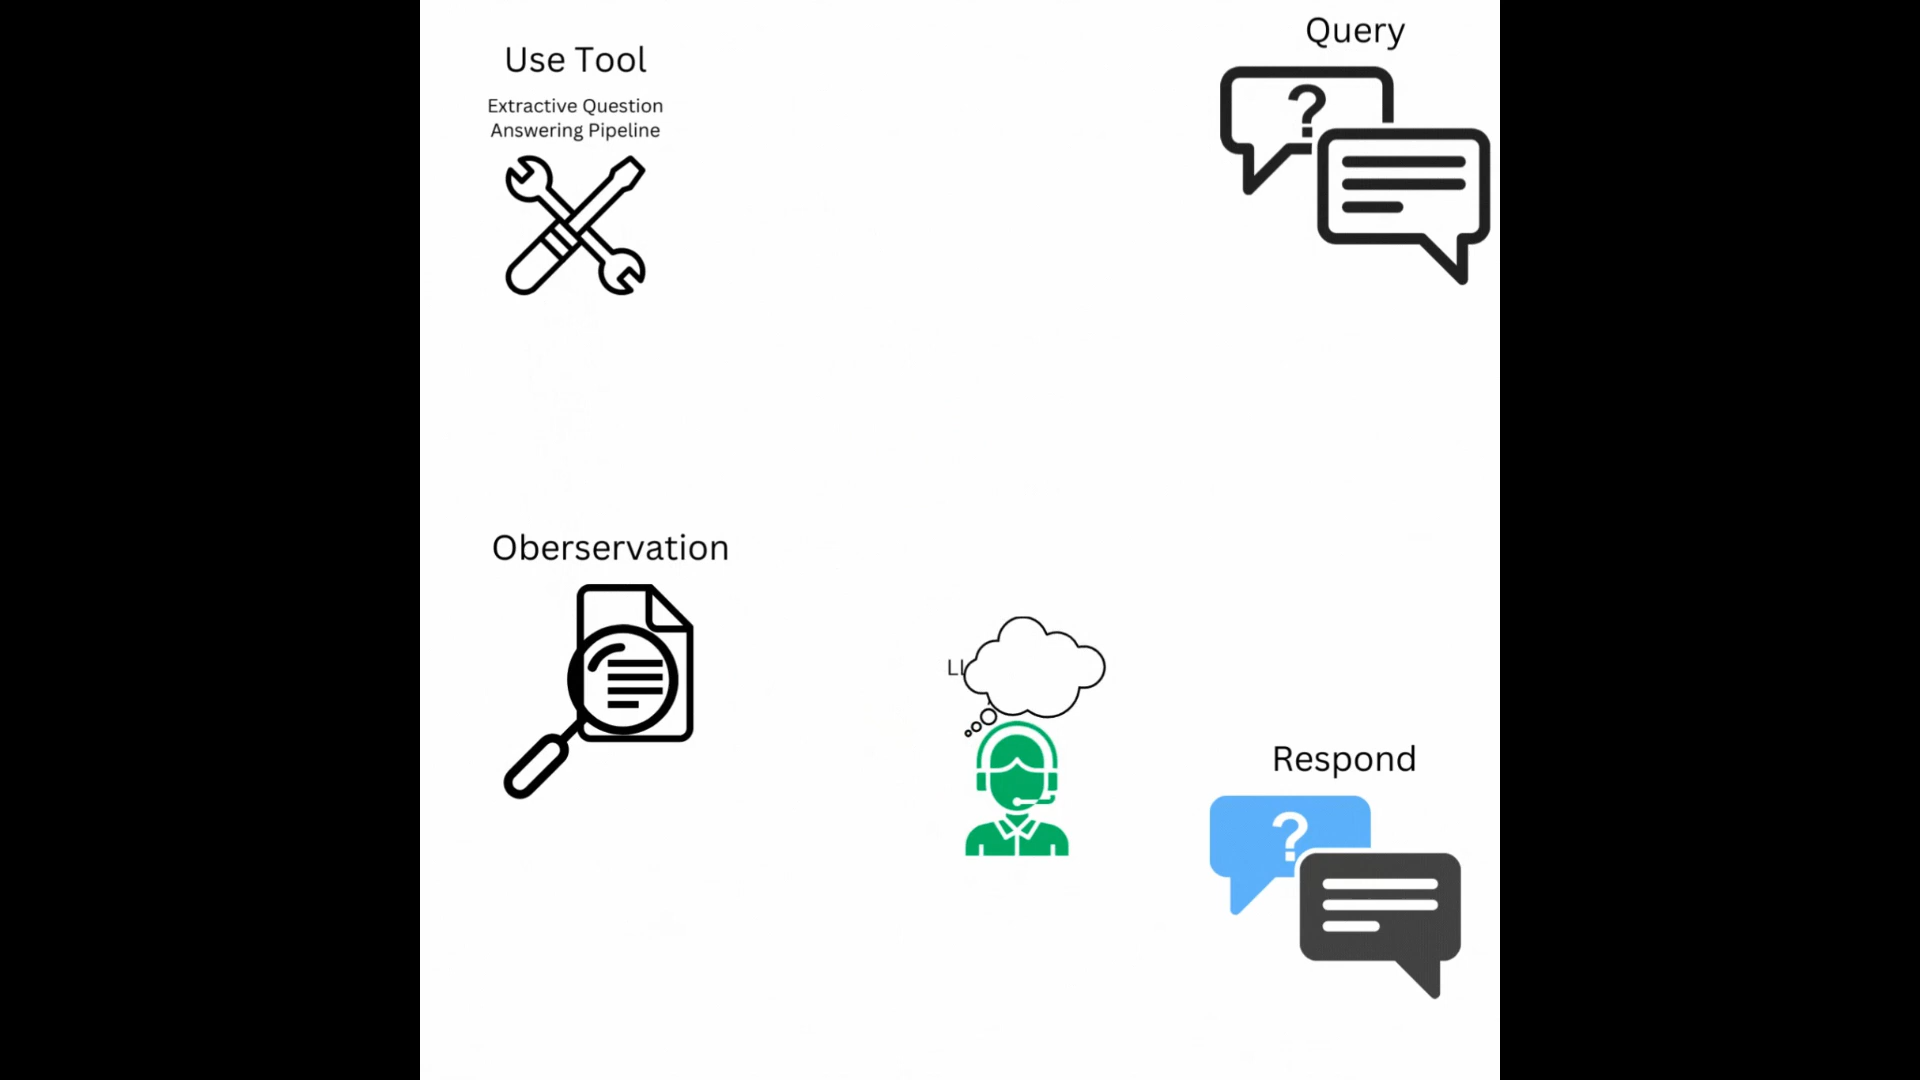 Use Tool
Extractive Question
Answering Pipeline
Query
?
Oberservation
Respond
?